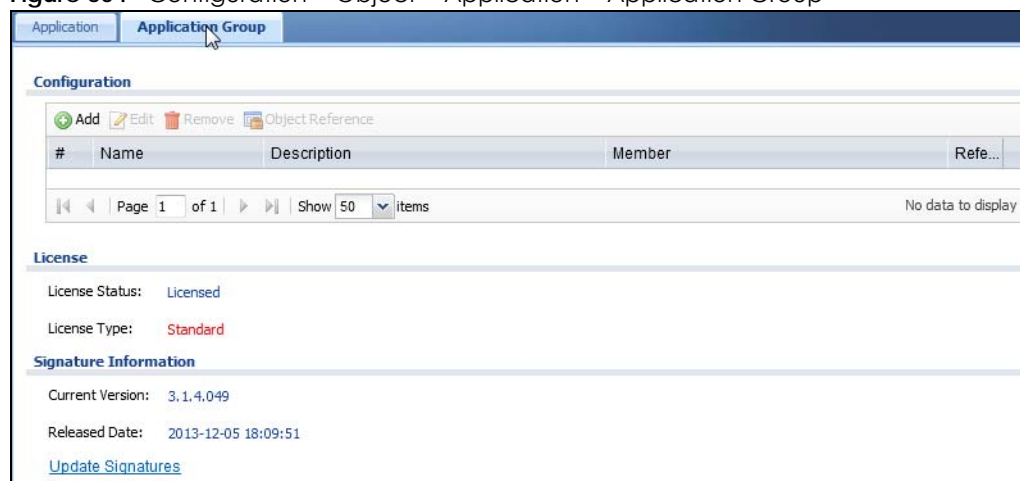 Configuration > Object > Application > Application Group
Application Application Group
Configuration
Add Edit Remove Object Reference
# Name Description Member Refe...
Page 1 of 1 Show 50 items No data to display
License
License Status: Licensed
License Type: Standard
Signature Information
Current Version: 3.1.4.049
Released Date: 2013-12-05 18:09:51
Update Signatures